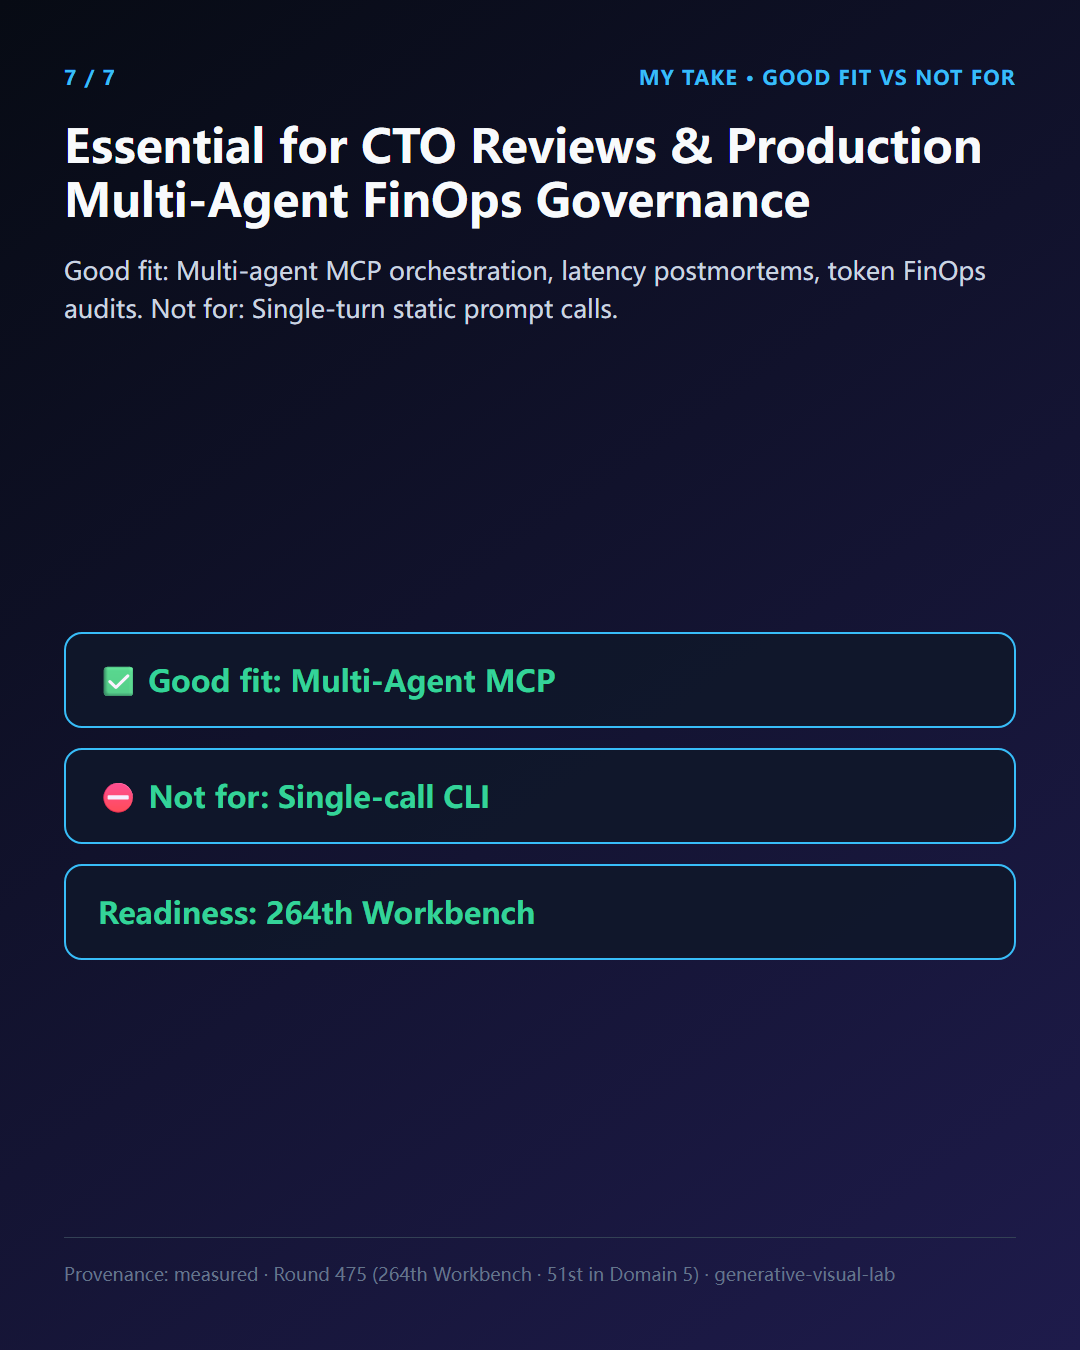 7 / 7
MY TAKE • GOOD FIT VS NOT FOR
Essential for CTO Reviews & Production
Multi-Agent FinOps Governance
Good fit: Multi-agent MCP orchestration, latency postmortems, token FinOps
audits. Not for: Single-turn static prompt calls.
✅ Good fit: Multi-Agent MCP
⛔ Not for: Single-call CLI
Readiness: 264th Workbench
Provenance: measured · Round 475 (264th Workbench · 51st in Domain 5) · generative-visual-lab